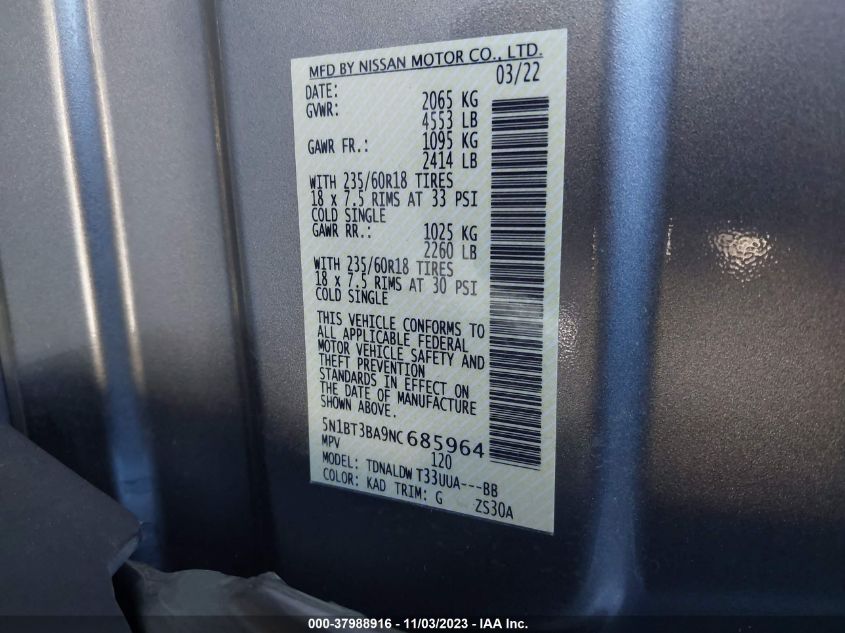 MFD BY NISSAN MOTOR CO., LTD.
DATE: 03/22
GVWR: 2065 KG
4553 LB
GAWR FR.: 1095 KG
2414 LB
WITH 235/60R18 TIRES
18 x 7.5 RIMS AT 33 PSI
COLD SINGLE
GAWR RR.: 1025 KG
2260 LB
WITH 235/60R18 TIRES
18 x 7.5 RIMS AT 30 PSI
COLD SINGLE
THIS VEHICLE CONFORMS TO
ALL APPLICABLE FEDERAL
MOTOR VEHICLE SAFETY AND
THEFT PREVENTION
STANDARDS IN EFFECT ON
THE DATE OF MANUFACTURE
SHOWN ABOVE.
5N1BT3BA9NC685964
MPV 120
MODEL: TDNALDW T33UUA---BB
COLOR: KAD TRIM: G ZS30A
000-37988916 - 11/03/2023 - IAA Inc.